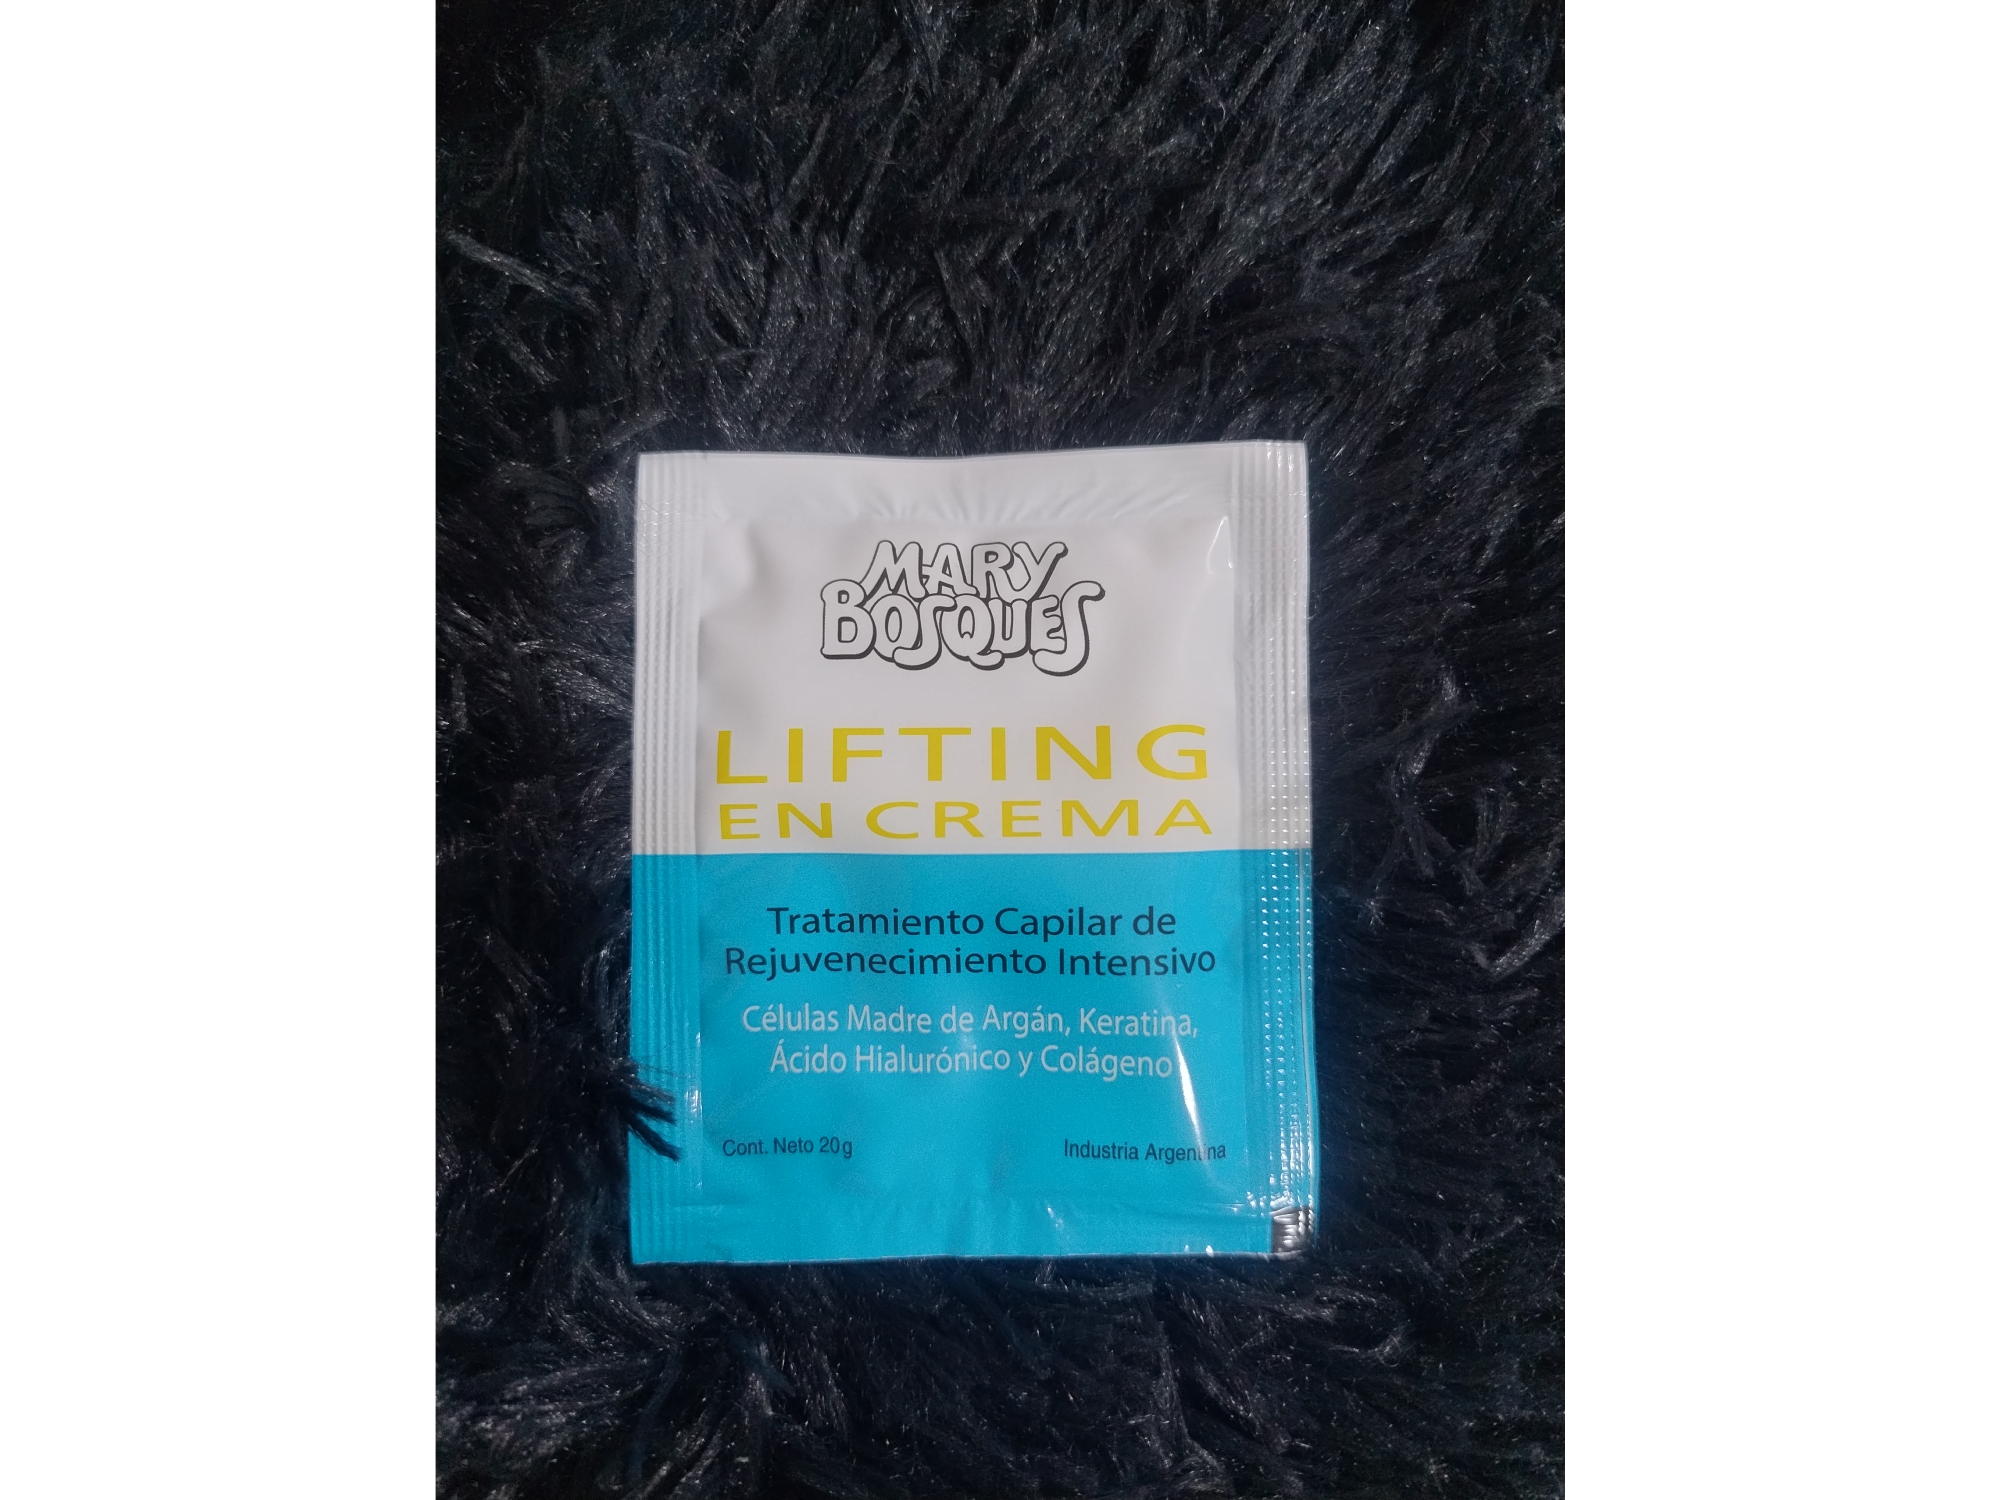 MARY
BOSQUES
LIFTING
EN CREMA
Tratamiento Capilar de
Rejuvenecimiento Intensivo
Células Madre de Argán, Keratina,
Ácido Hialurónico y Colágeno
Cont. Neto 20g
Industria Argentina